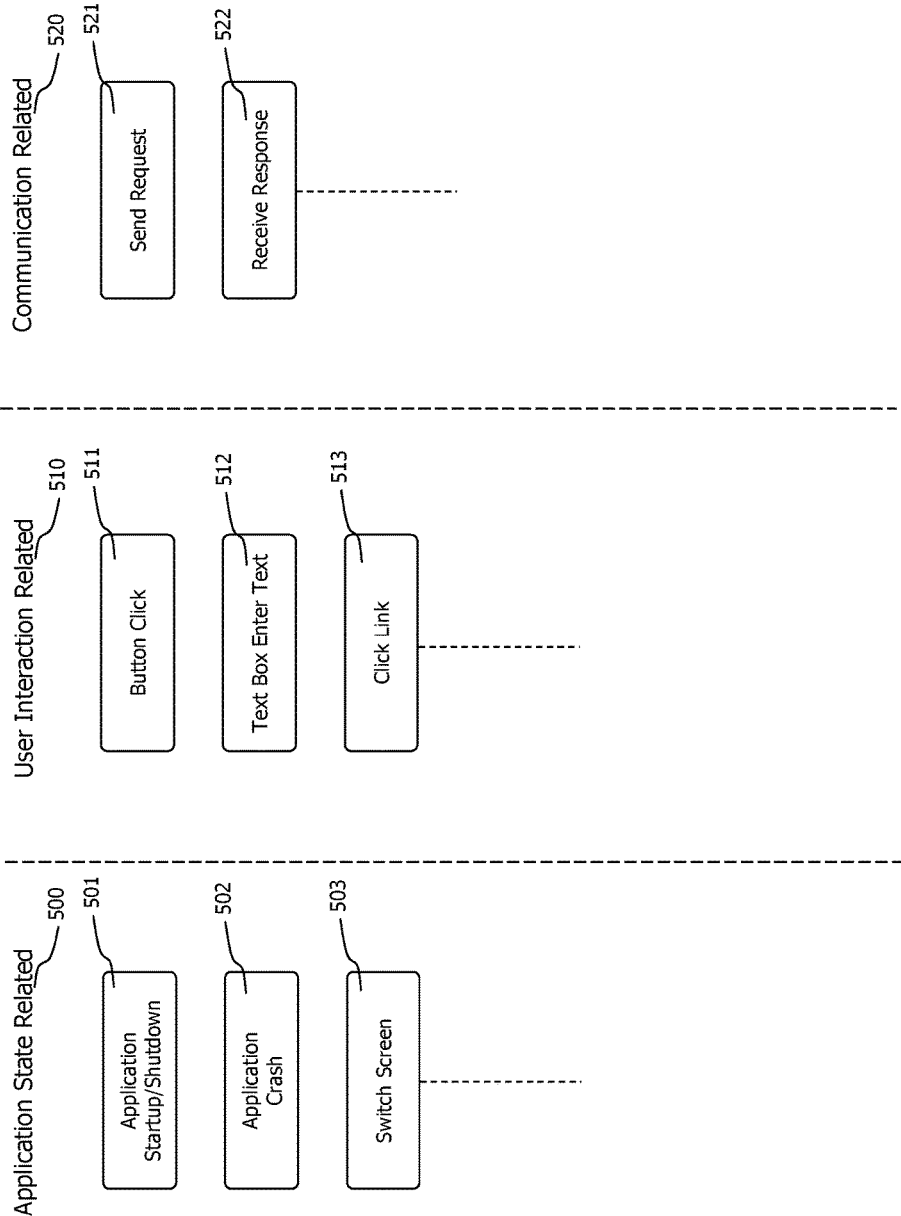 Application State Related
500
Application
Startup/Shutdown
501
Application
Crash
502
Switch Screen
503
User Interaction Related
510
Button Click
511
Text Box Enter Text
512
Click Link
513
Communication Related
520
Send Request
521
Receive Response
522